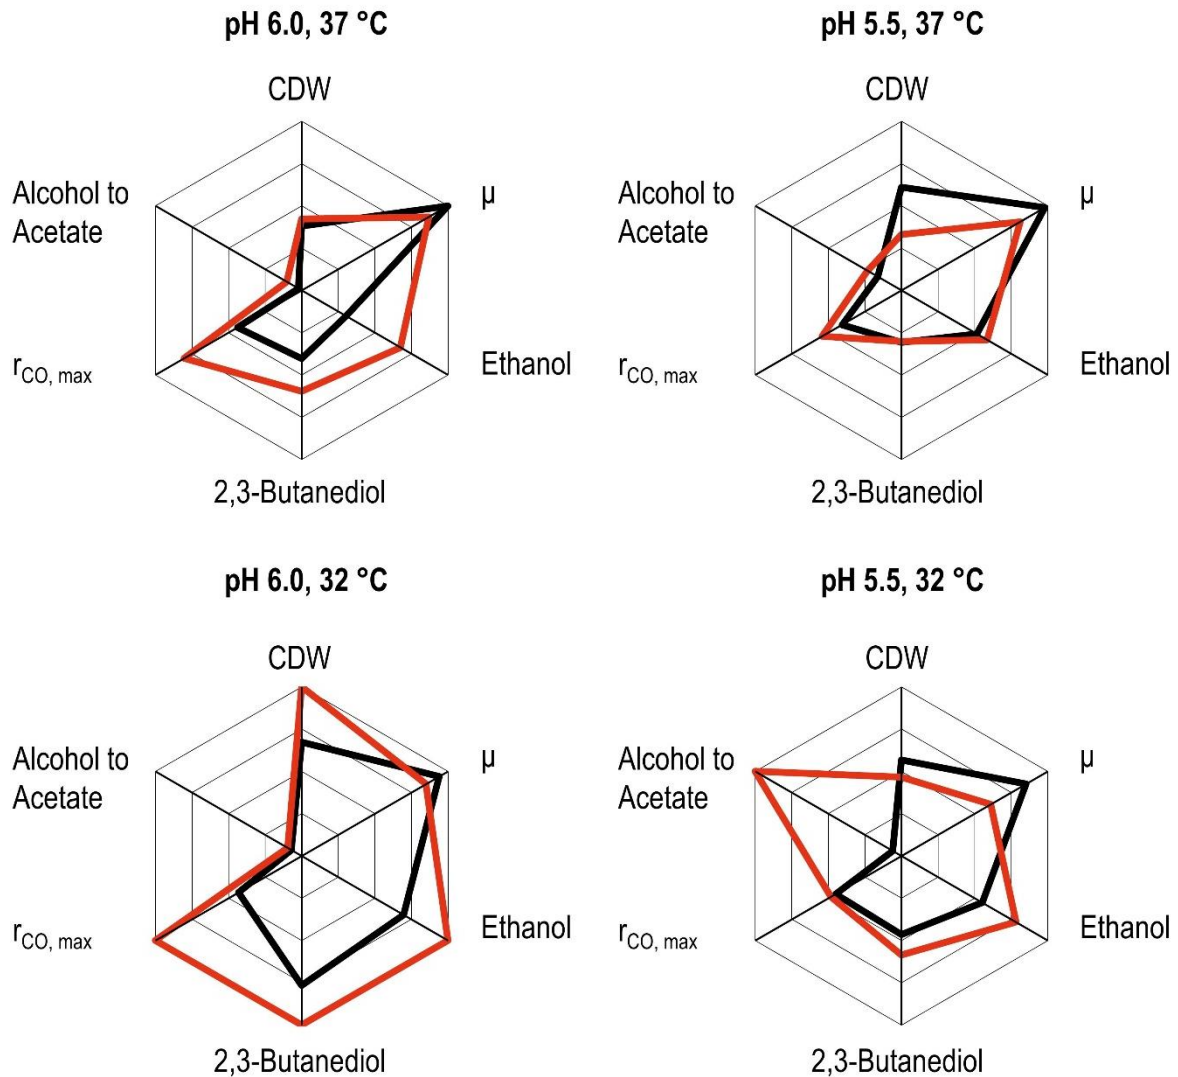 pH 6.0, 37 °C
CDW
μ
Ethanol
2,3-Butanediol
rCO, max
Alcohol to
Acetate
pH 5.5, 37 °C
CDW
μ
Ethanol
2,3-Butanediol
rCO, max
Alcohol to
Acetate
pH 6.0, 32 °C
CDW
μ
Ethanol
2,3-Butanediol
rCO, max
Alcohol to
Acetate
pH 5.5, 32 °C
CDW
μ
Ethanol
2,3-Butanediol
rCO, max
Alcohol to
Acetate